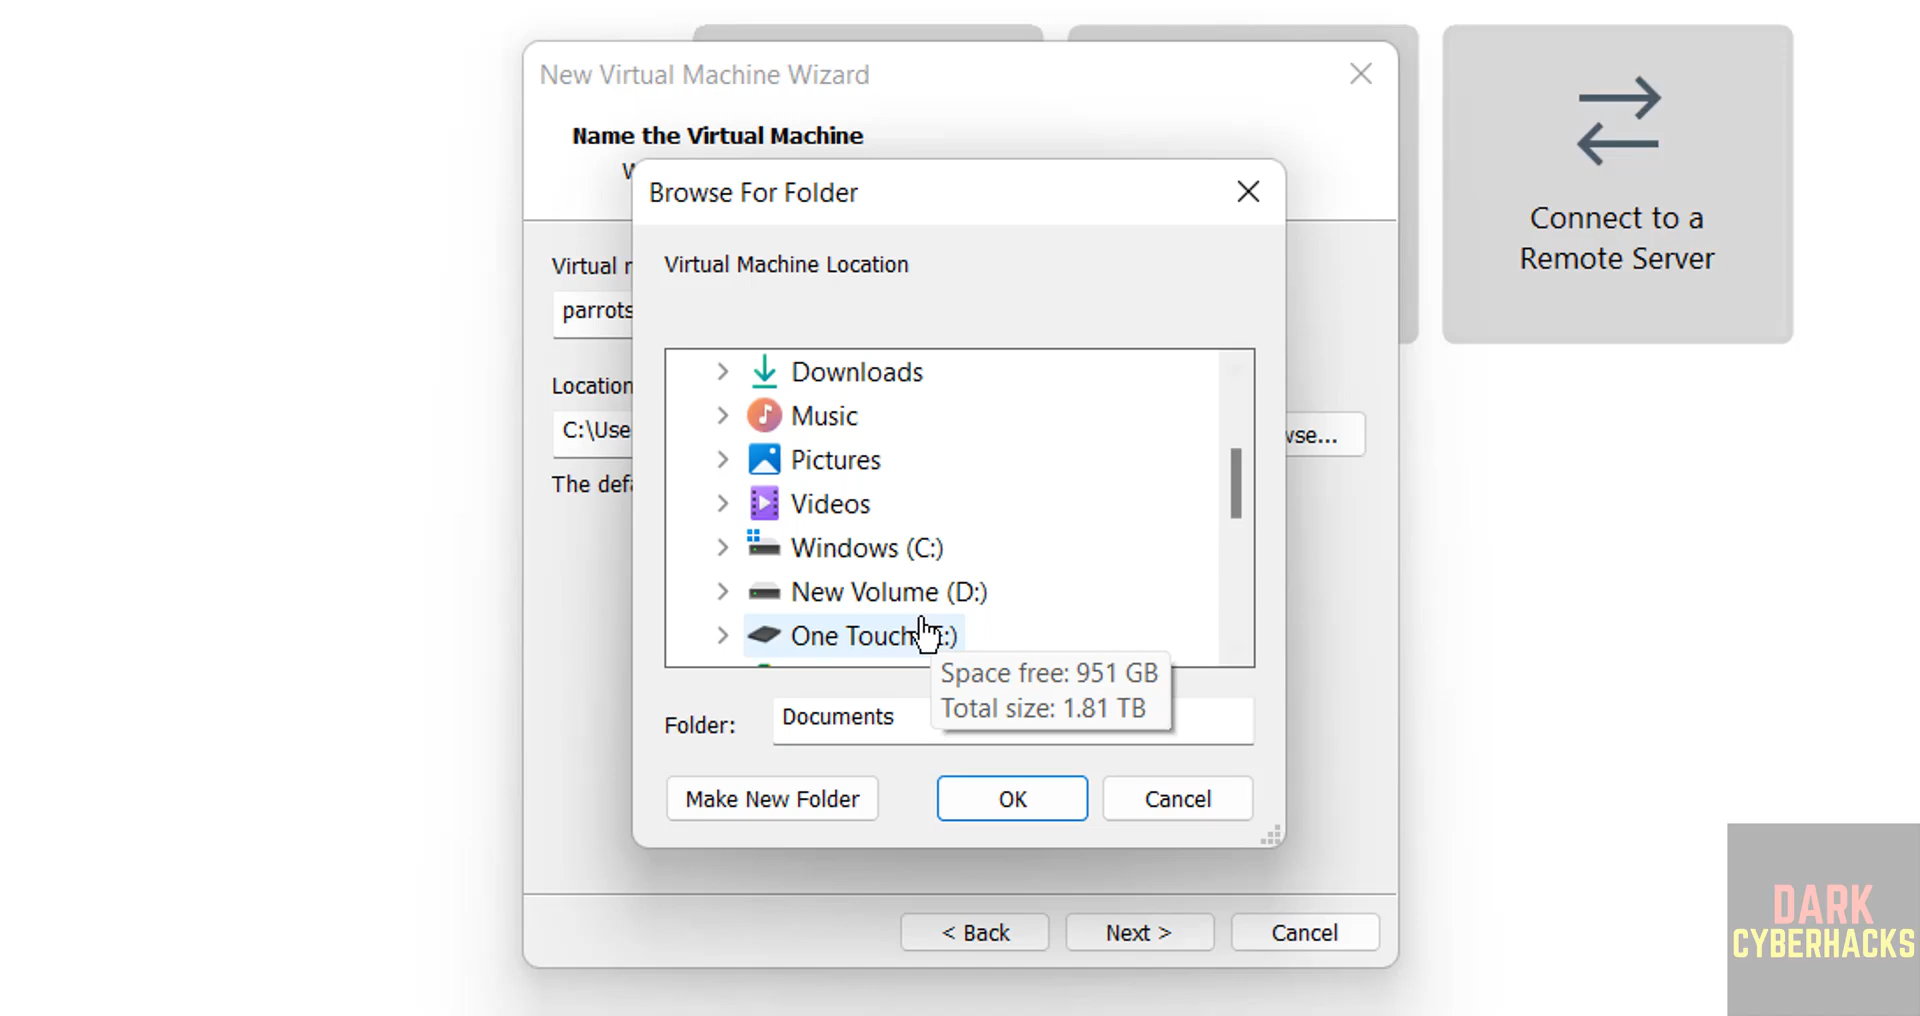 New Virtual Machine Wizard
Name the Virtual Machine
Browse For Folder
Virtual Machine Location
Downloads
Music
Pictures
Videos
Windows (C:)
New Volume (D:)
One Touch :)
Space free: 951 GB
Total size: 1.81 TB
Folder: Documents
Make New Folder
OK
Cancel
Virtual
parrots
Location
C:\Use
The def
wse...
< Back
Next >
Cancel
Connect to a
Remote Server
DARK
CYBERHACKS